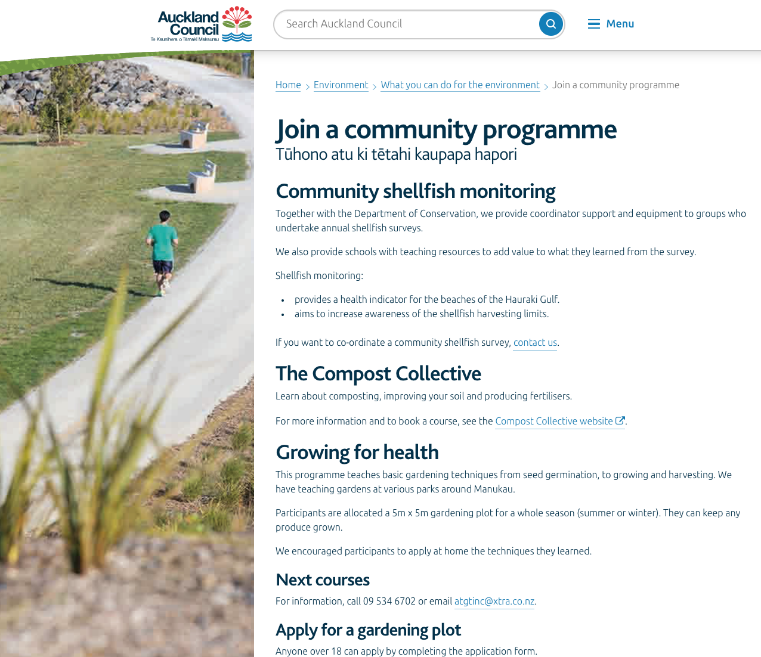 Auckland
Council
Te Kaunihera o Tāmaki Makaurau
Search Auckland Council
Menu
Home > Environment > What you can do for the environment > Join a community programme
Join a community programme
Tūhono atu ki tētahi kaupapa hapori
Community shellfish monitoring
Together with the Department of Conservation, we provide coordinator support and equipment to groups who
undertake annual shellfish surveys.
We also provide schools with teaching resources to add value to what they learned from the survey.
Shellfish monitoring:
• provides a health indicator for the beaches of the Hauraki Gulf.
• aims to increase awareness of the shellfish harvesting limits.
If you want to co-ordinate a community shellfish survey, contact us.
The Compost Collective
Learn about composting, improving your soil and producing fertilisers.
For more information and to book a course, see the Compost Collective website.
Growing for health
This programme teaches basic gardening techniques from seed germination, to growing and harvesting. We
have teaching gardens at various parks around Manukau.
Participants are allocated a 5m x 5m gardening plot for a whole season (summer or winter). They can keep any
produce grown.
We encouraged participants to apply at home the techniques they learned.
Next courses
For information, call 09 534 6702 or email atgtinc@xtra.co.nz.
Apply for a gardening plot
Anyone over 18 can apply by completing the application form.